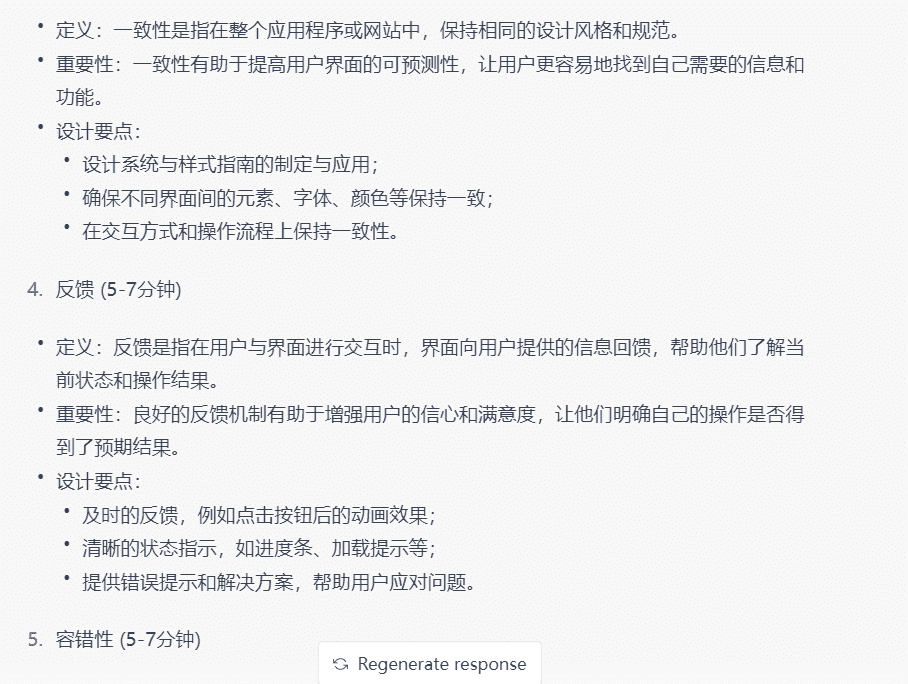 • 定义：一致性是指在整个应用程序或网站中，保持相同的设计风格和规范。
• 重要性：一致性有助于提高用户界面的可预测性，让用户更容易地找到自己需要的信息和
功能。
• 设计要点：
• 设计系统与样式指南的制定与应用；
• 确保不同界面间的元素、字体、颜色等保持一致；
• 在交互方式和操作流程上保持一致性。
4. 反馈 (5-7分钟)
• 定义：反馈是指在用户与界面进行交互时，界面向用户提供的信息回馈，帮助他们了解当
前状态和操作结果。
• 重要性：良好的反馈机制有助于增强用户的信心和满意度，让他们明确自己的操作是否得
到了预期结果。
• 设计要点：
• 及时的反馈，例如点击按钮后的动画效果；
• 清晰的状态指示，如进度条、加载提示等；
• 提供错误提示和解决方案，帮助用户应对问题。
5. 容错性 (5-7分钟)
Regenerate response